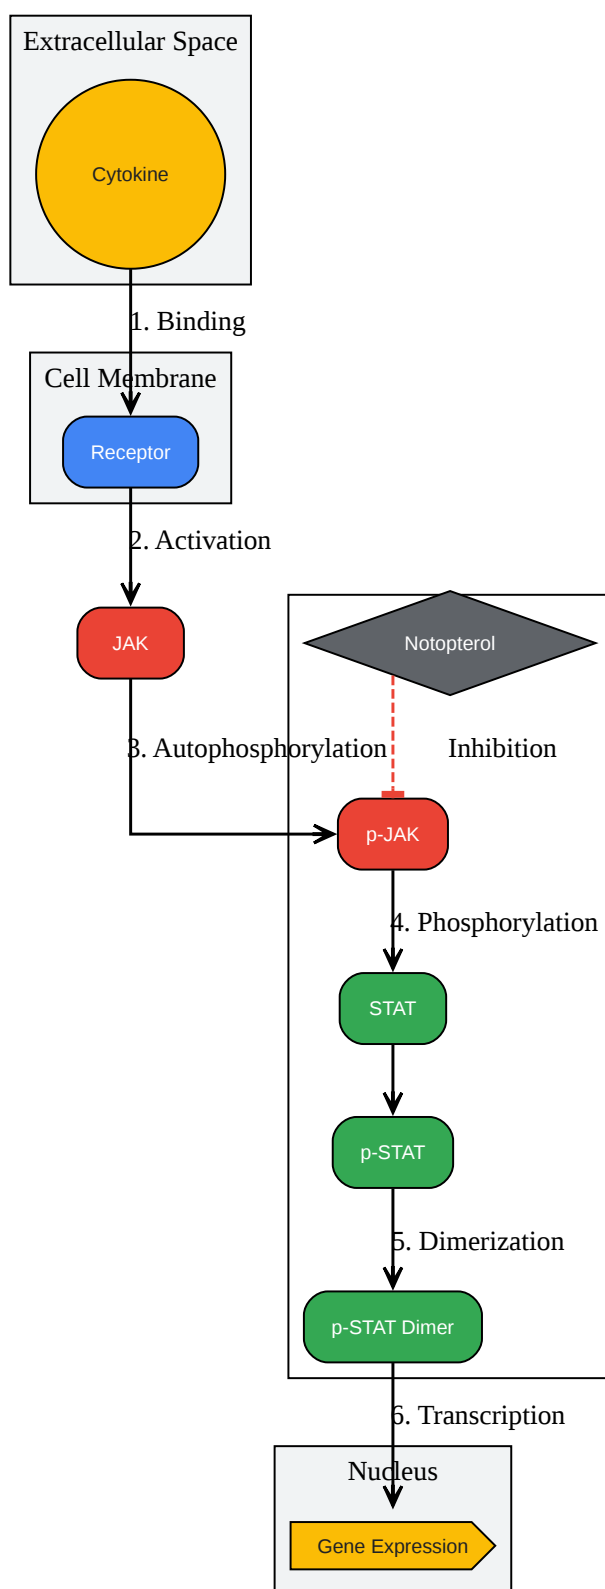 Extracellular Space
Cytokine
1. Binding
Cell Membrane
Receptor
2. Activation
JAK
Notopterol
3. Autophosphorylation
Inhibition
p-JAK
4. Phosphorylation
STAT
p-STAT
5. Dimerization
p-STAT Dimer
6. Transcription
Nucleus
Gene Expression